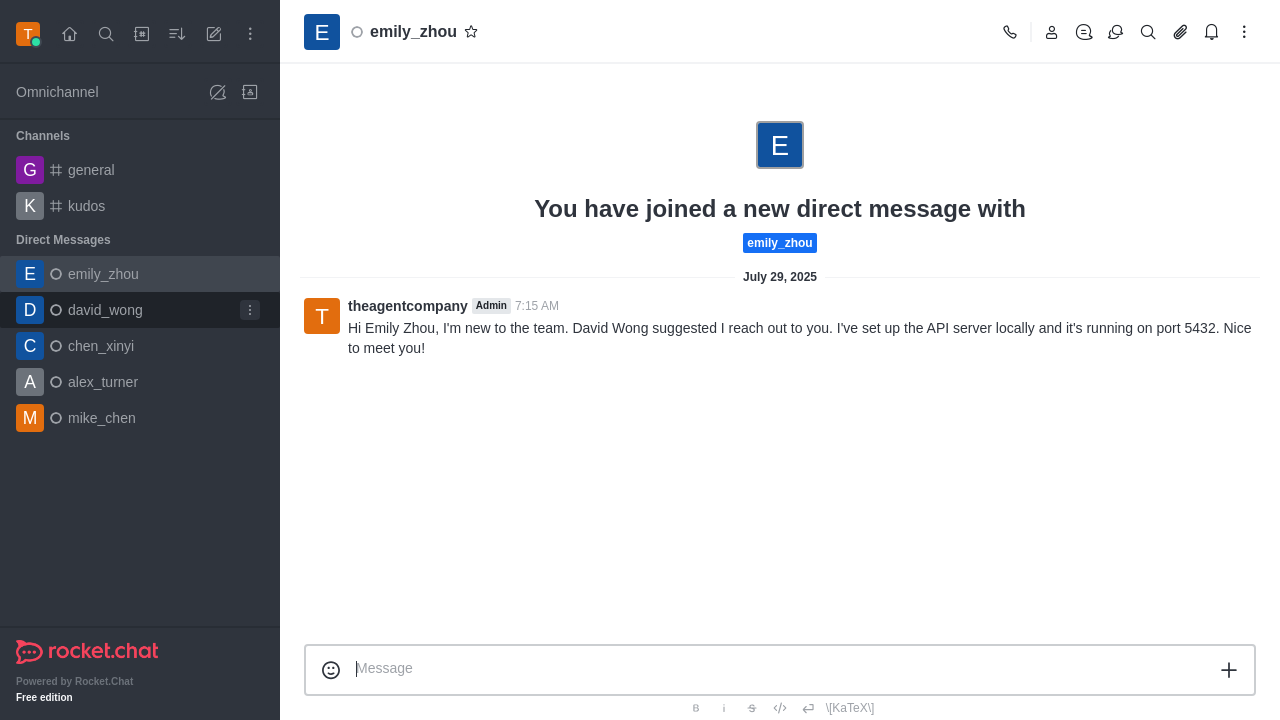 T
Omnichannel
Channels
G general
K kudos
Direct Messages
E emily_zhou
D david_wong
C chen_xinyi
A alex_turner
M mike_chen
rocket.chat
Powered by Rocket.Chat
Free edition
E emily_zhou
E
You have joined a new direct message with
emily_zhou
July 29, 2025
T
theagentcompany Admin 7:15 AM
Hi Emily Zhou, I'm new to the team. David Wong suggested I reach out to you. I've set up the API server locally and it's running on port 5432. Nice
to meet you!
Message
B i S \[KaTeX\]